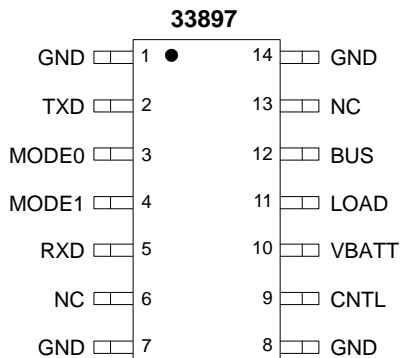 33897
GND 1 14 GND
TXD 2 13 NC
MODE0 3 12 BUS
MODE1 4 11 LOAD
RXD 5 10 VBATT
NC 6 9 CNTL
GND 7 8 GND